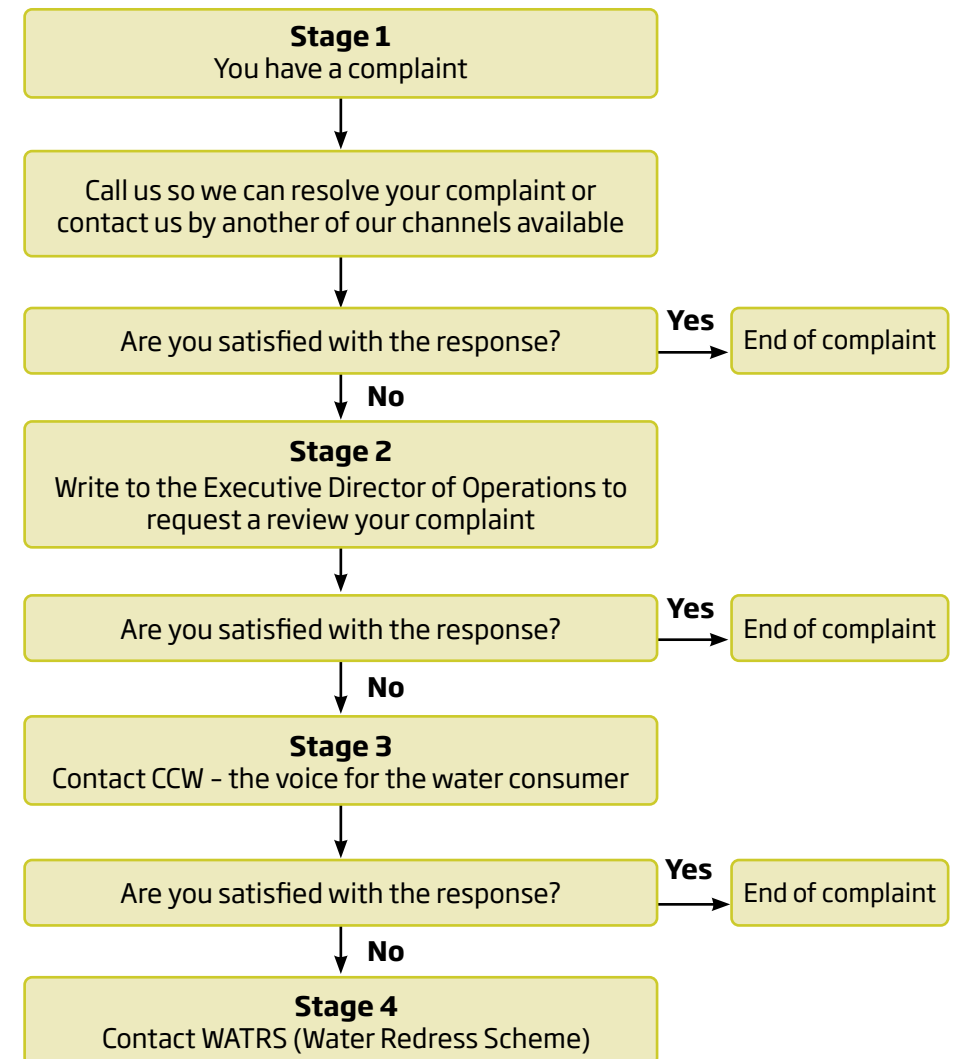 Stage 1
You have a complaint
Call us so we can resolve your complaint or
contact us by another of our channels available
Are you satisfied with the response?
Yes
End of complaint
No
Stage 2
Write to the Executive Director of Operations to
request a review your complaint
Are you satisfied with the response?
Yes
End of complaint
No
Stage 3
Contact CCW – the voice for the water consumer
Are you satisfied with the response?
Yes
End of complaint
No
Stage 4
Contact WATRS (Water Redress Scheme)